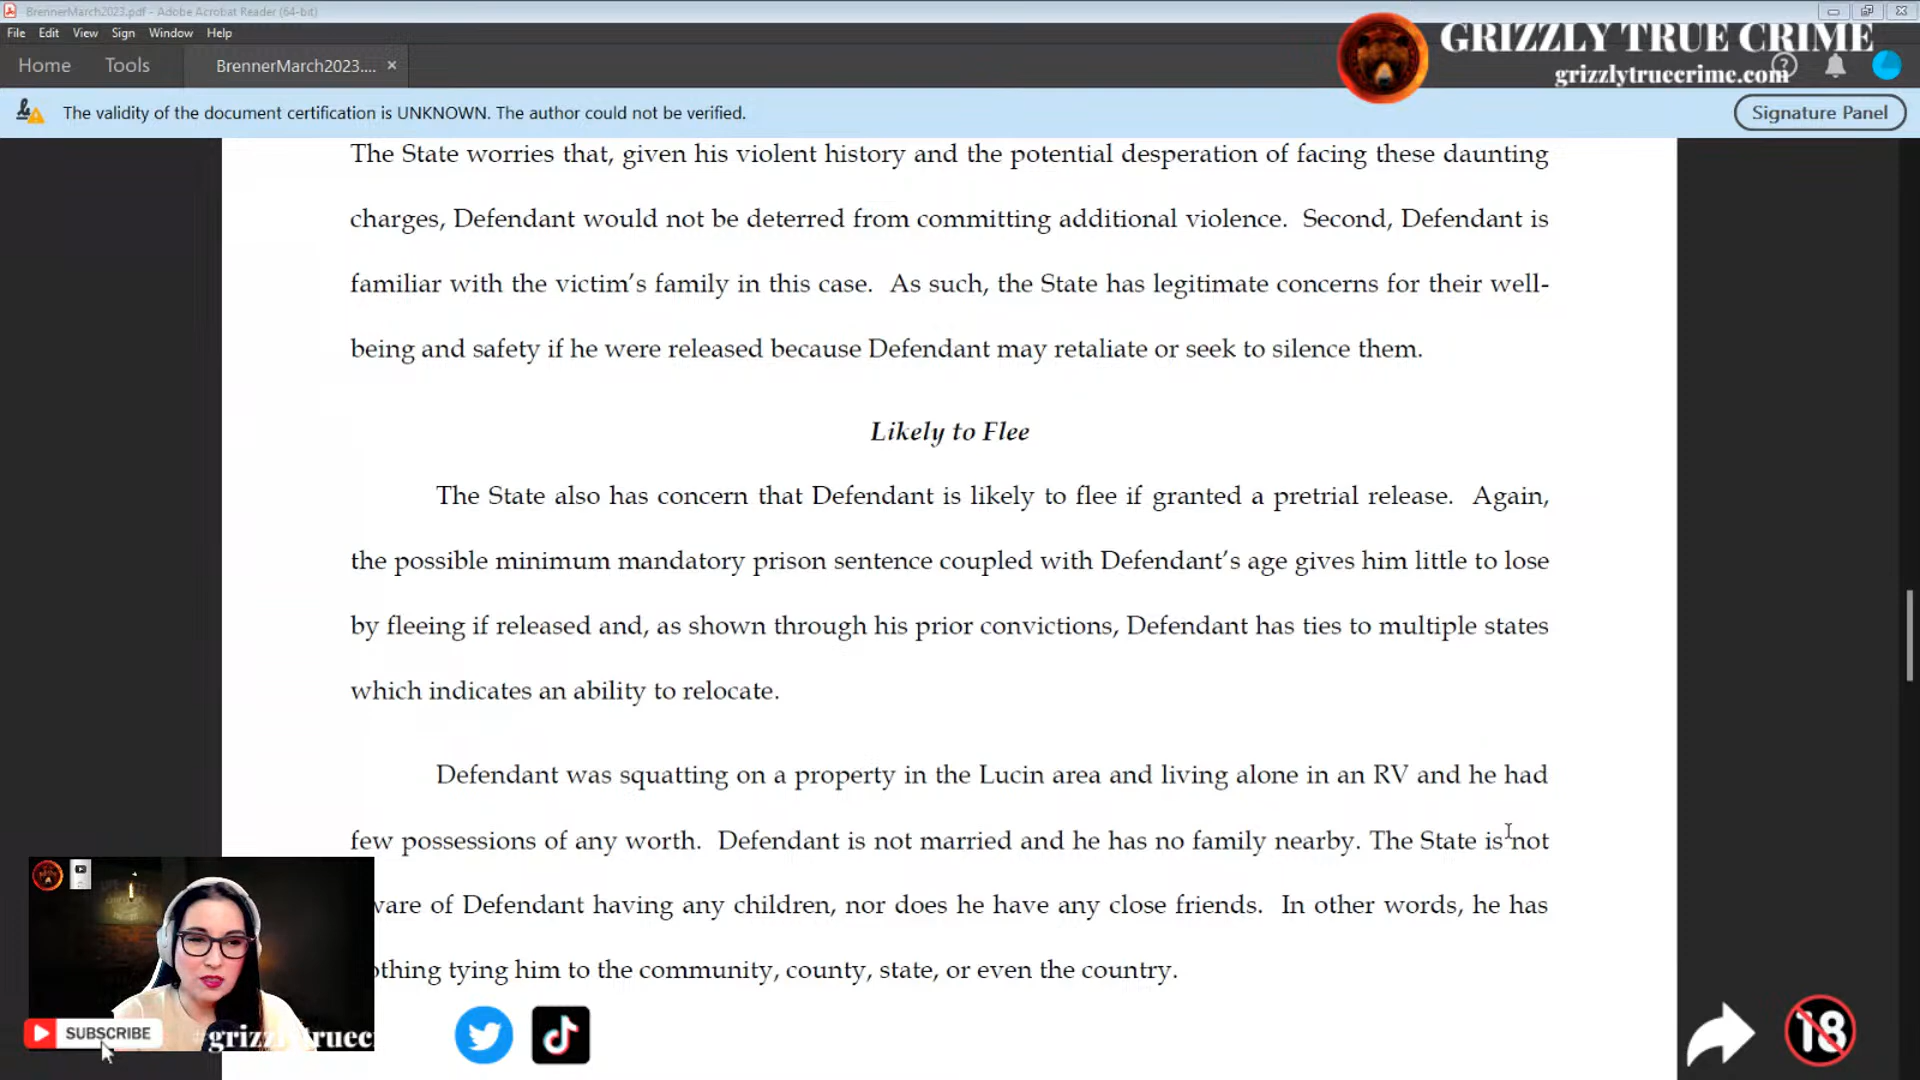 BrennerMarch2023.pdf - Adobe Acrobat Reader (64-bit)
File Edit View Sign Window Help
GRIZZLY TRUE CRIME
Home Tools BrennerMarch2023.... ×
grizzlytruecrime.com
The validity of the document certification is UNKNOWN. The author could not be verified.
Signature Panel
The State worries that, given his violent history and the potential desperation of facing these daunting
charges, Defendant would not be deterred from committing additional violence. Second, Defendant is
familiar with the victim's family in this case. As such, the State has legitimate concerns for their well-
being and safety if he were released because Defendant may retaliate or seek to silence them.
Likely to Flee
The State also has concern that Defendant is likely to flee if granted a pretrial release. Again,
the possible minimum mandatory prison sentence coupled with Defendant's age gives him little to lose
by fleeing if released and, as shown through his prior convictions, Defendant has ties to multiple states
which indicates an ability to relocate.
Defendant was squatting on a property in the Lucin area and living alone in an RV and he had
few possessions of any worth. Defendant is not married and he has no family nearby. The State is not
ware of Defendant having any children, nor does he have any close friends. In other words, he has
othing tying him to the community, county, state, or even the country.
SUBSCRIBE
#grizzlytruecri
18